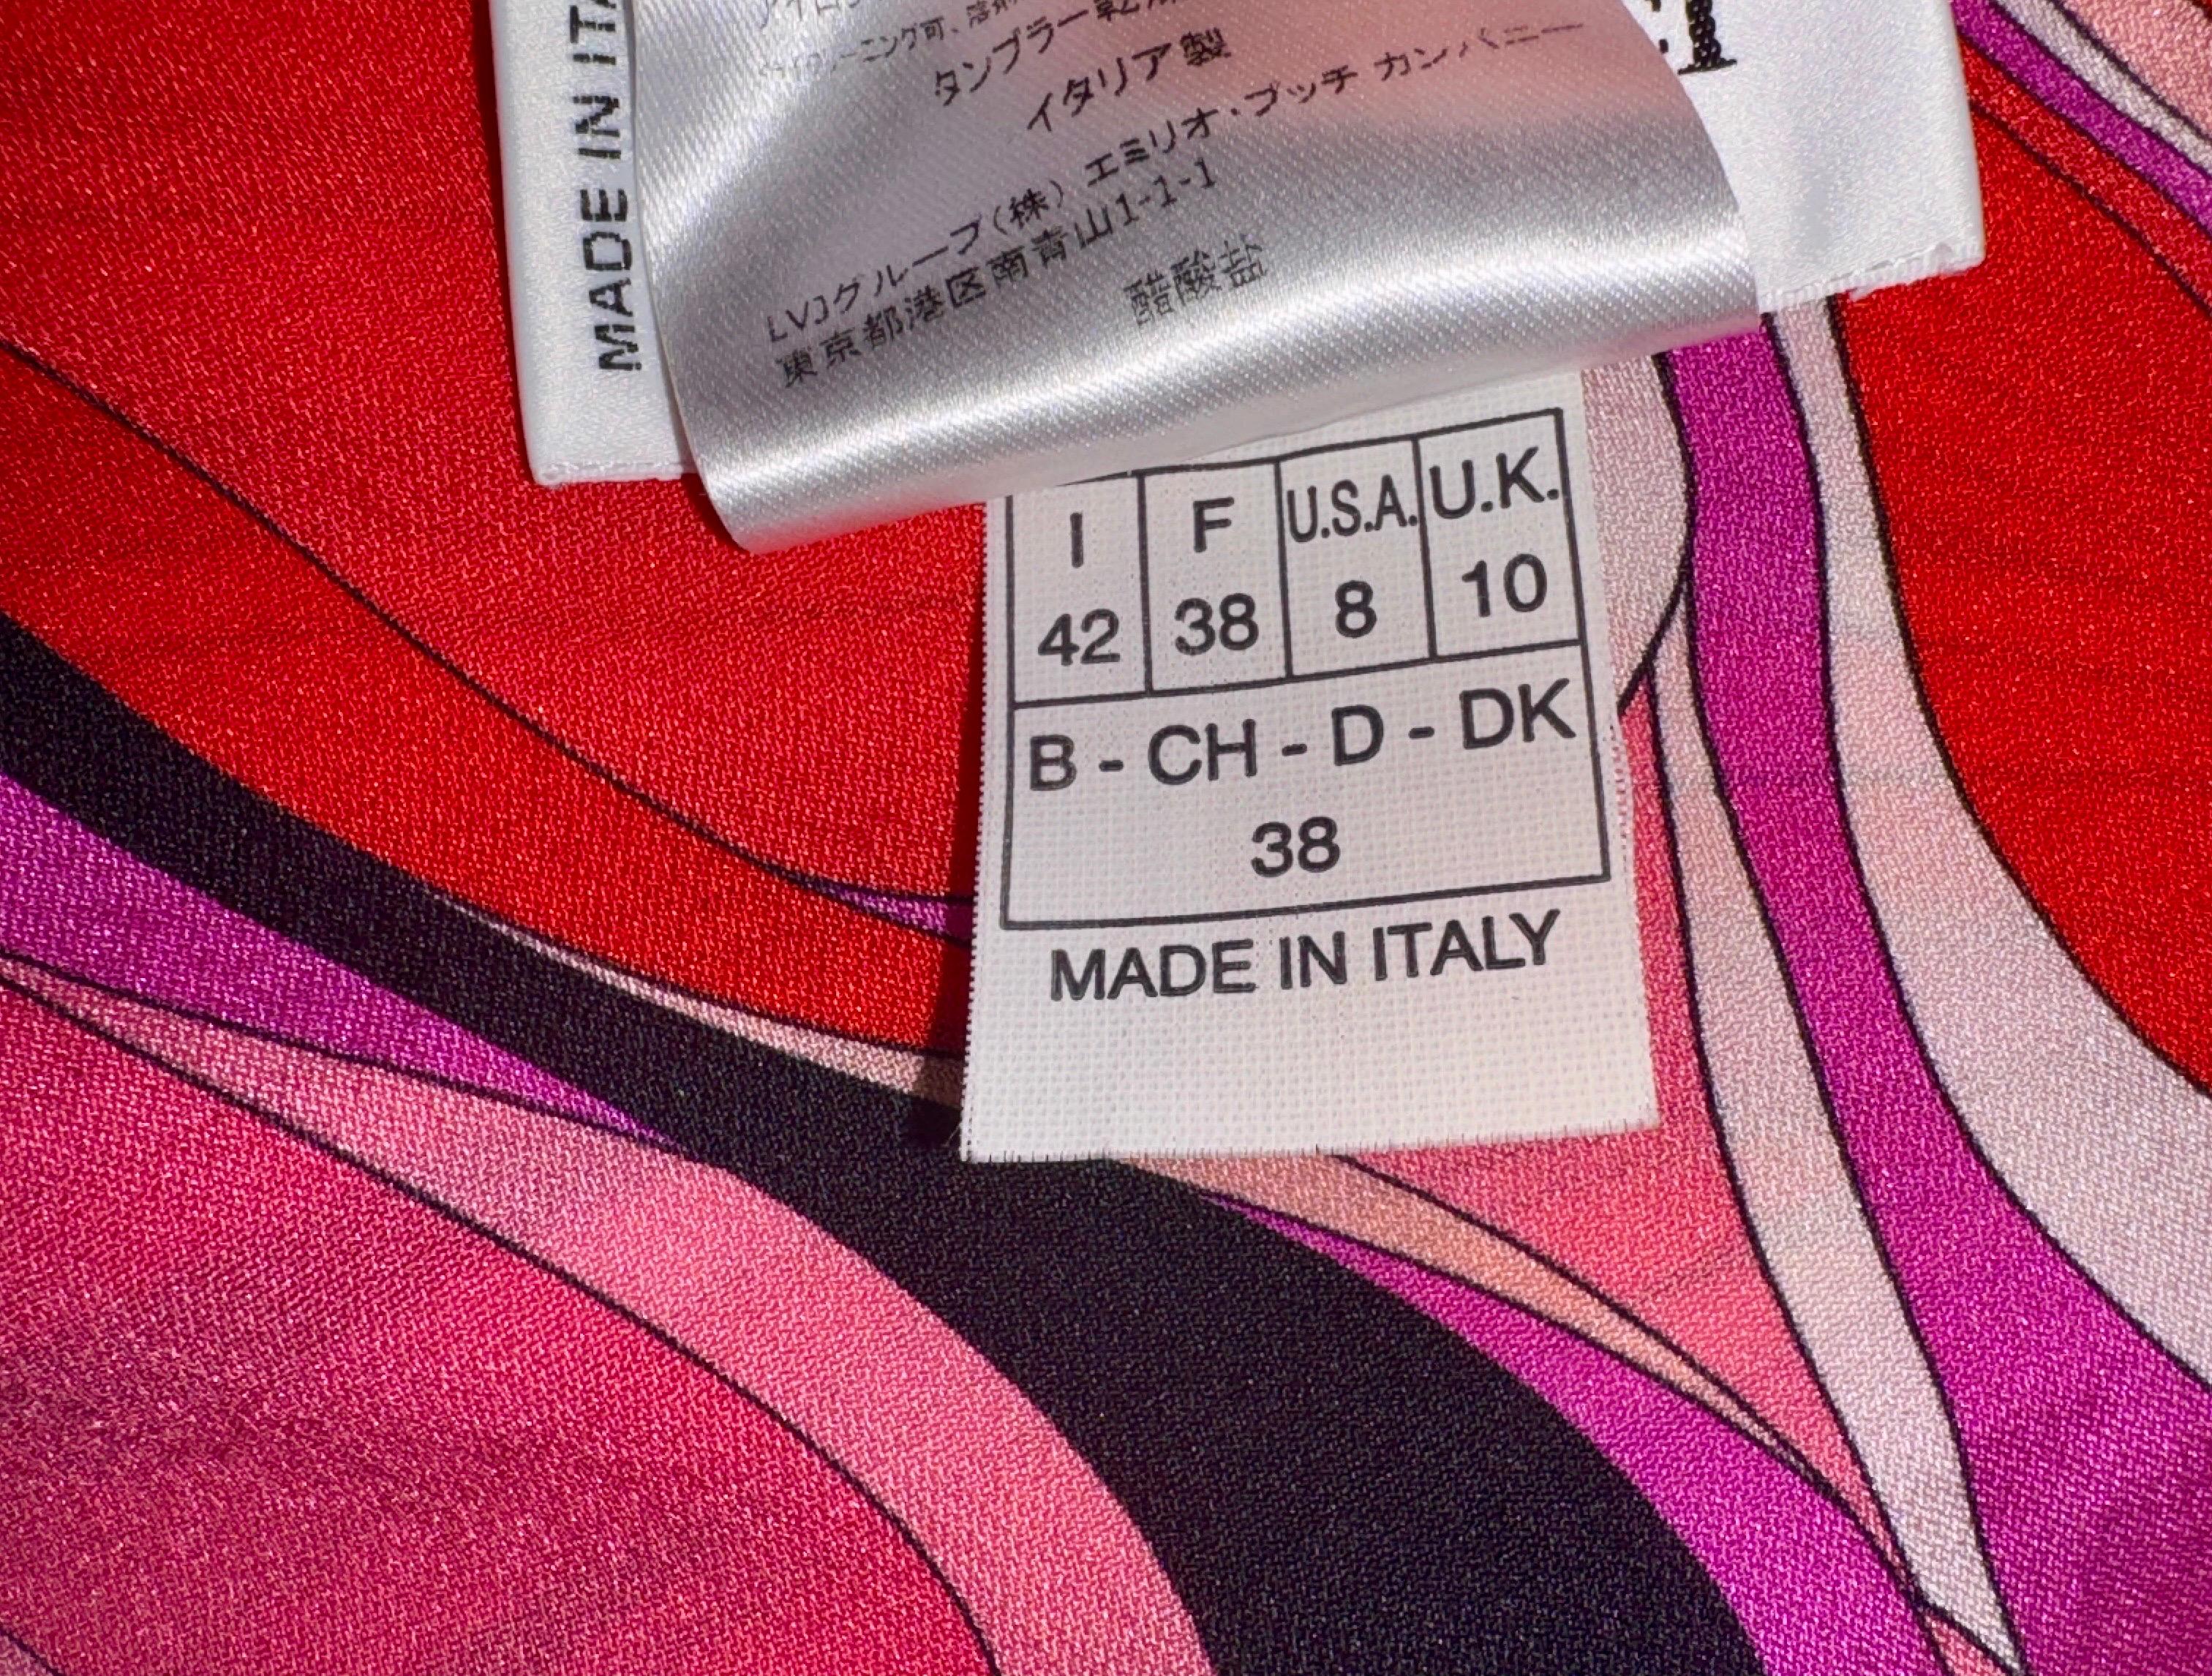 MADE IN ITA
CI
タンブラー乾燥
イタリア製
LVJグループ(株) エミリオ・プッチ カンパニー
東京都港区南青山1-1-1
醋酸盐
I F U.S.A. U.K.
42 38 8 10
B - CH - D - DK
38
MADE IN ITALY